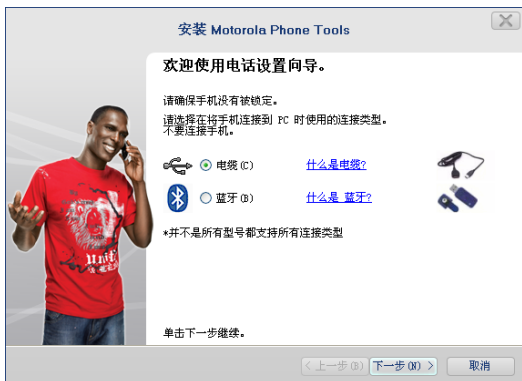 安装 Motorola Phone Tools
欢迎使用电话设置向导。
请确保手机没有被锁定。
请选择在将手机连接到 PC 时使用的连接类型。
不要连接手机。
电缆(C) 什么是电缆?
蓝牙(B) 什么是 蓝牙?
*并不是所有型号都支持所有连接类型
单击下一步继续。
< 上一步(B) 下一步(N) > 取消